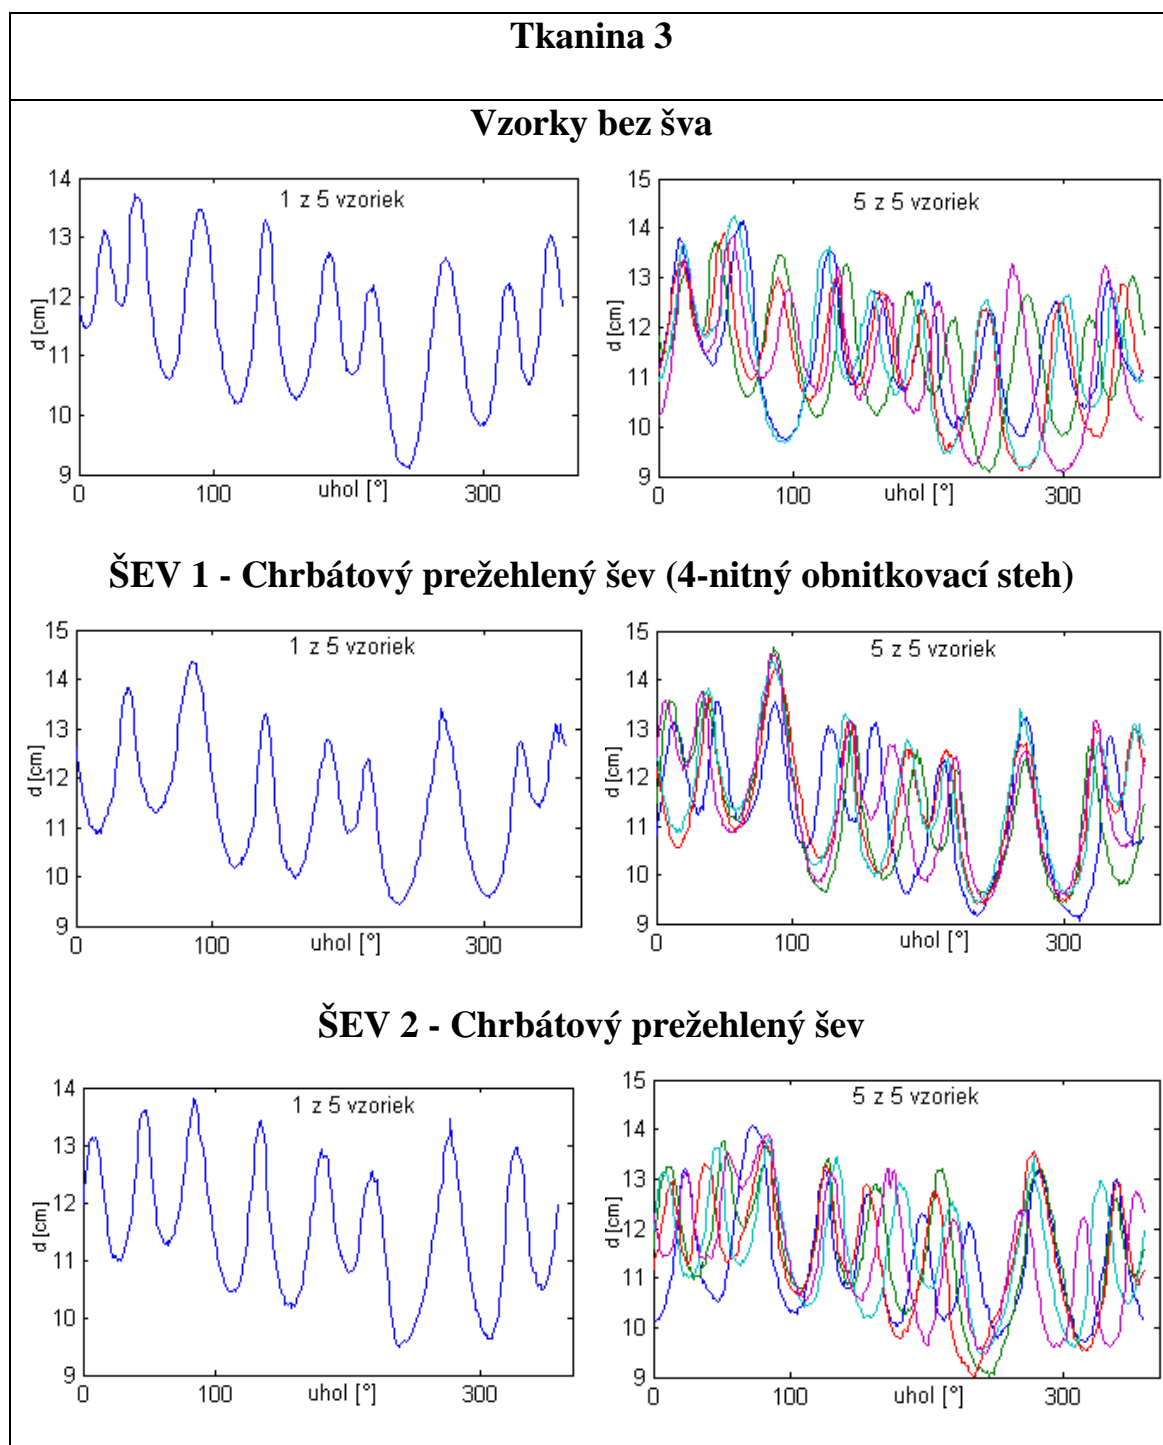 Tkanina 3
Vzorky bez šva
1 z 5 vzoriek
14
13
12
11
10
9
d [cm]
0
100
uhol [°]
300
5 z 5 vzoriek
15
14
13
12
11
10
9
d [cm]
0
100
uhol [°]
300
ŠEV 1 - Chrbátový prežehlený šev (4-nitný obnitkovací steh)
1 z 5 vzoriek
15
14
13
12
11
10
9
d [cm]
0
100
uhol [°]
300
5 z 5 vzoriek
15
14
13
12
11
10
9
d [cm]
0
100
uhol [°]
300
ŠEV 2 - Chrbátový prežehlený šev
1 z 5 vzoriek
14
13
12
11
10
9
d [cm]
0
100
uhol [°]
300
5 z 5 vzoriek
15
14
13
12
11
10
9
d [cm]
0
100
uhol [°]
300